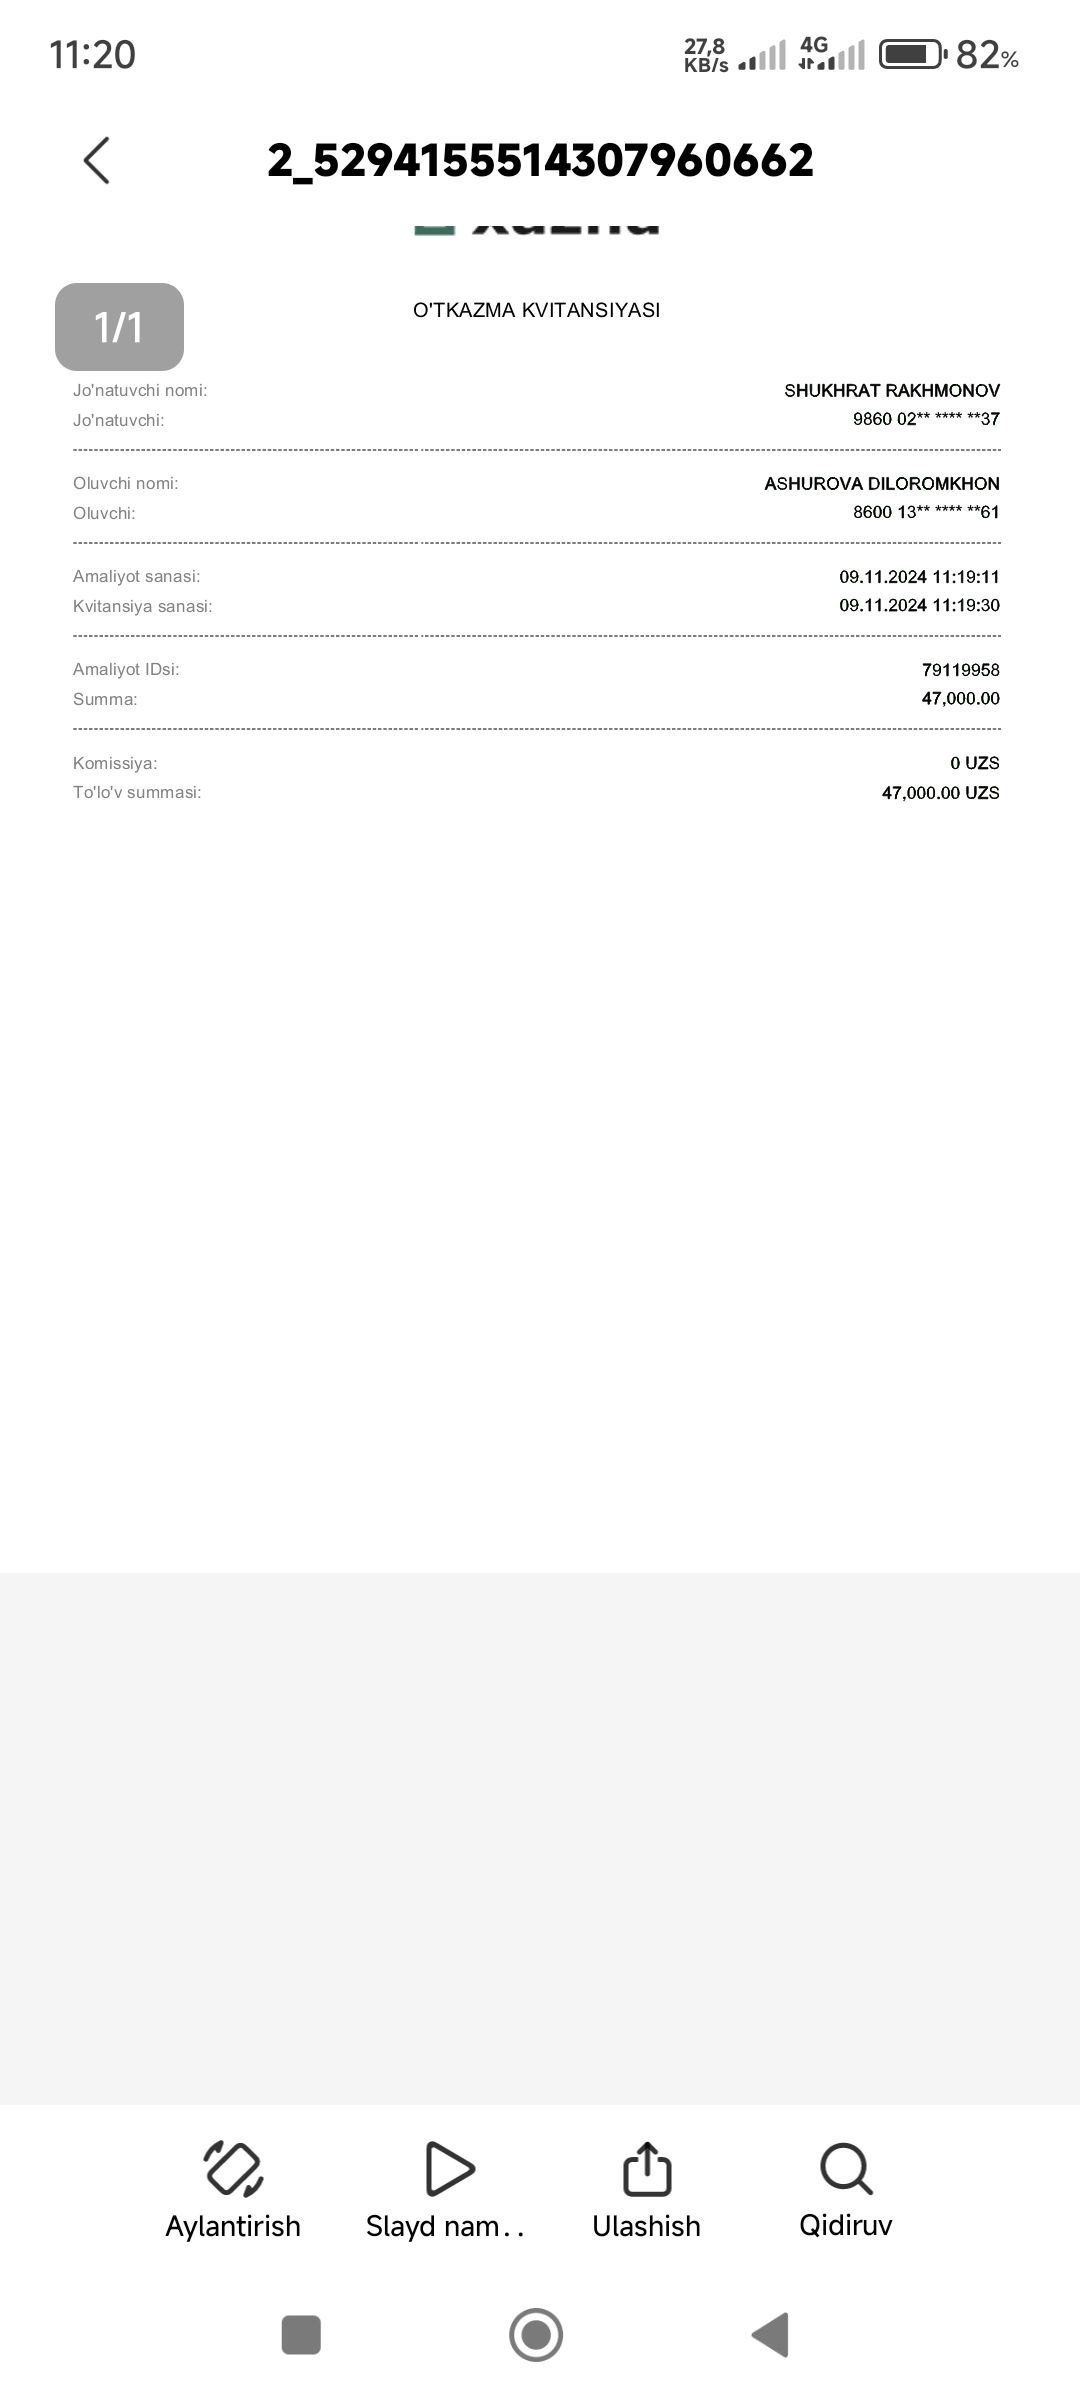 11:20
27,8 KB/s 4G 82%
2_5294155514307960662
xazna
1/1
O'TKAZMA KVITANSIYASI
Jo'natuvchi nomi: SHUKHRAT RAKHMONOV
Jo'natuvchi: 9860 02** **** **37
Oluvchi nomi: ASHUROVA DILOROMKHON
Oluvchi: 8600 13** **** **61
Amaliyot sanasi: 09.11.2024 11:19:11
Kvitansiya sanasi: 09.11.2024 11:19:30
Amaliyot IDsi: 79119958
Summa: 47,000.00
Komissiya: 0 UZS
To'lo'v summasi: 47,000.00 UZS
Aylantirish Slayd nam.. Ulashish Qidiruv